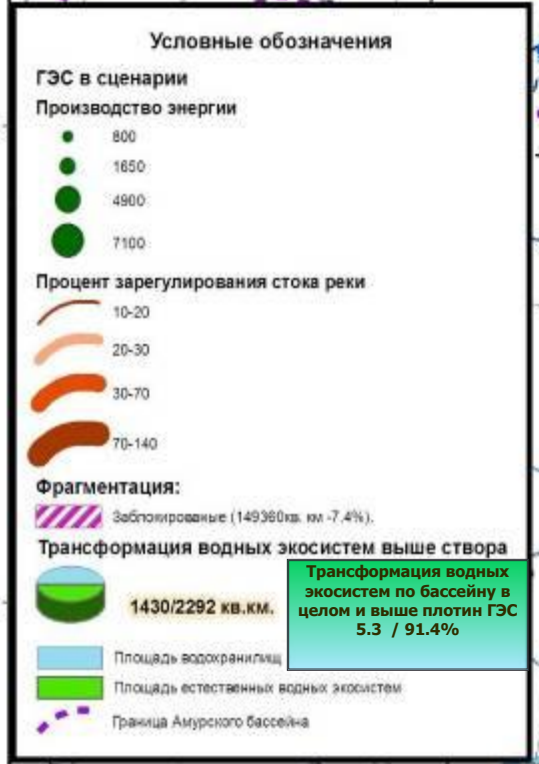 Условные обозначения
ГЭС в сценарии
Производство энергии
800
1650
4900
7100
Процент зарегулирования стока реки
10-20
20-30
30-70
70-140
Фрагментация:
Заблокированые (149360кв. км -7.4%).
Трансформация водных экосистем выше створа
1430/2292 кв.км.
Трансформация водных
экосистем по бассейну в
целом и выше плотин ГЭС
5.3 / 91.4%
Площадь водохранилищ
Площадь естественных водных экосистем
Граница Амурского бассейна